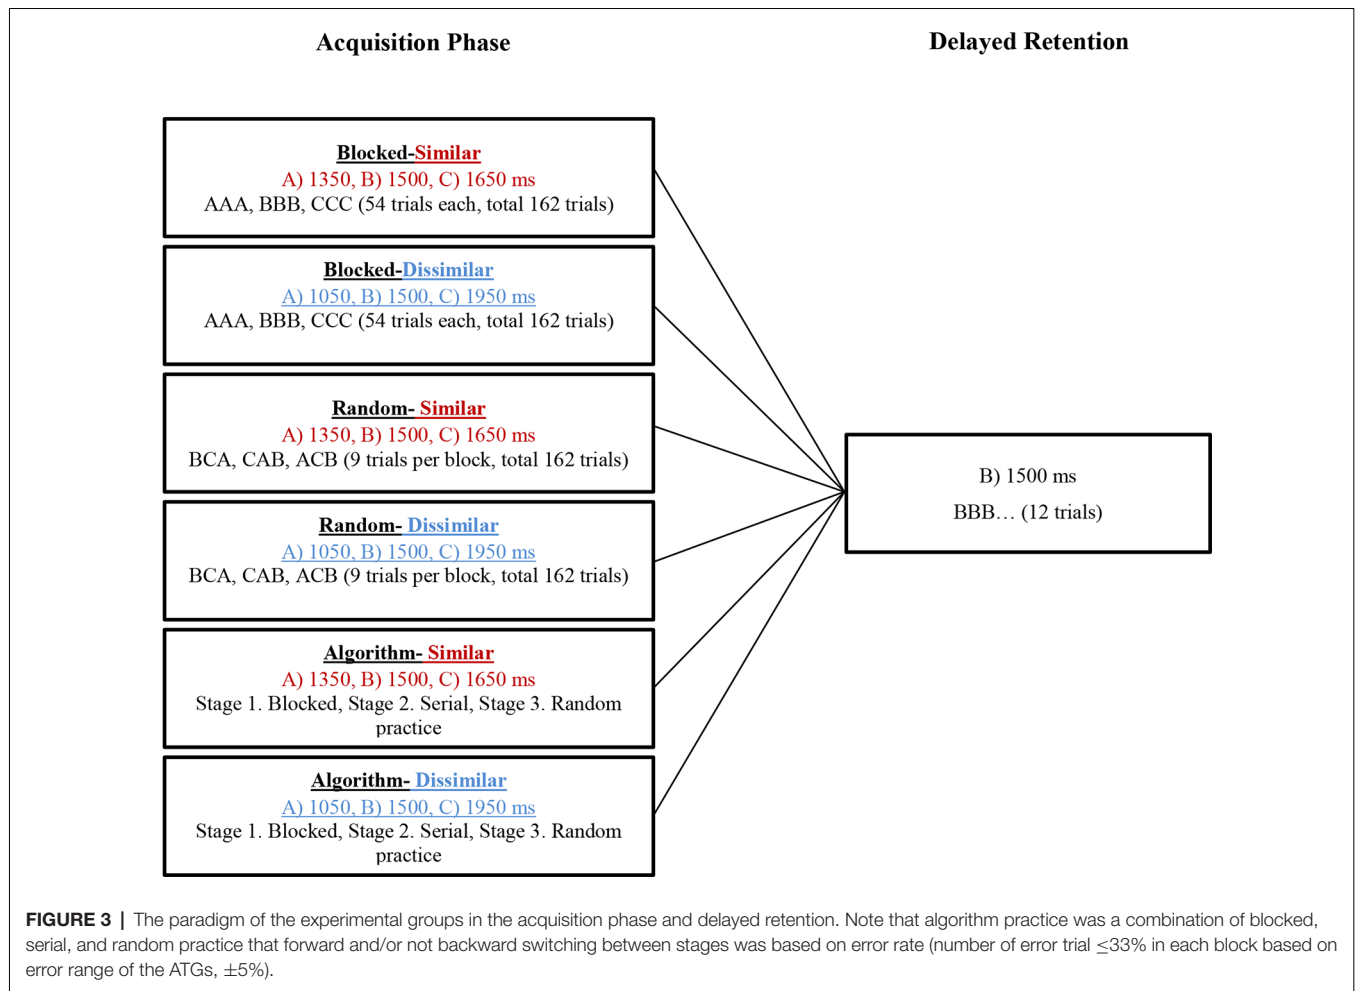 Acquisition Phase
Delayed Retention
Blocked-Similar
A) 1350, B) 1500, C) 1650 ms
AAA, BBB, CCC (54 trials each, total 162 trials)
Blocked-Dissimilar
A) 1050, B) 1500, C) 1950 ms
AAA, BBB, CCC (54 trials each, total 162 trials)
Random- Similar
A) 1350, B) 1500, C) 1650 ms
BCA, CAB, ACB (9 trials per block, total 162 trials)
Random- Dissimilar
A) 1050, B) 1500, C) 1950 ms
BCA, CAB, ACB (9 trials per block, total 162 trials)
Algorithm- Similar
A) 1350, B) 1500, C) 1650 ms
Stage 1. Blocked, Stage 2. Serial, Stage 3. Random
practice
Algorithm- Dissimilar
A) 1050, B) 1500, C) 1950 ms
Stage 1. Blocked, Stage 2. Serial, Stage 3. Random
practice
B) 1500 ms
BBB… (12 trials)
FIGURE 3 | The paradigm of the experimental groups in the acquisition phase and delayed retention. Note that algorithm practice was a combination of blocked,
serial, and random practice that forward and/or not backward switching between stages was based on error rate (number of error trial ≤33% in each block based on
error range of the ATGs, ±5%).